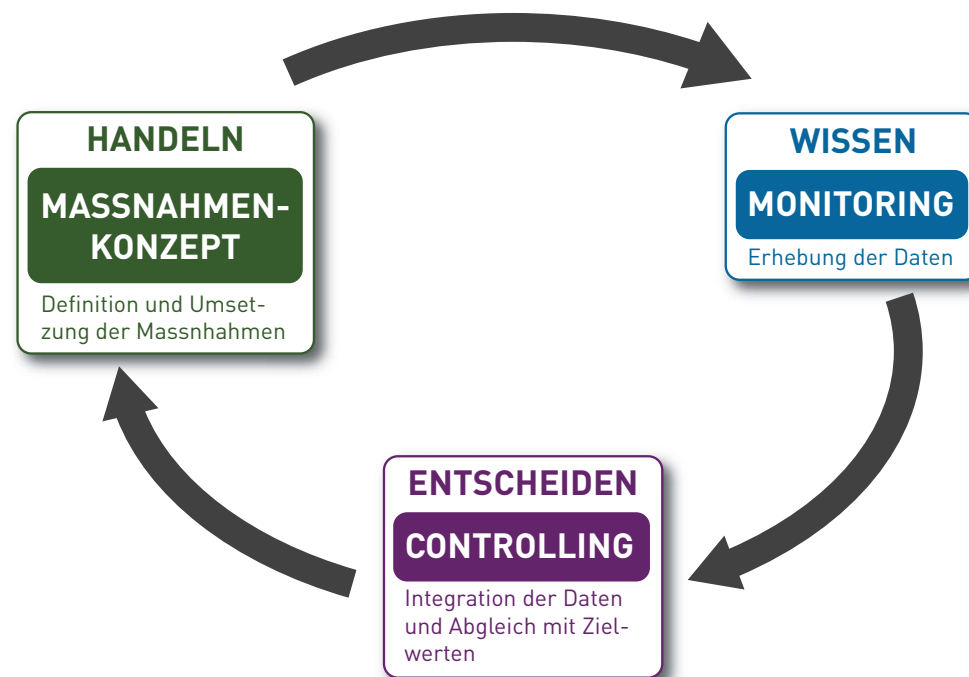 HANDELN
MASSNAHMEN-
KONZEPT
Definition und Umset-
zung der Massnhahmen
WISSEN
MONITORING
Erhebung der Daten
ENTSCHEIDEN
CONTROLLING
Integration der Daten
und Abgleich mit Ziel-
werten